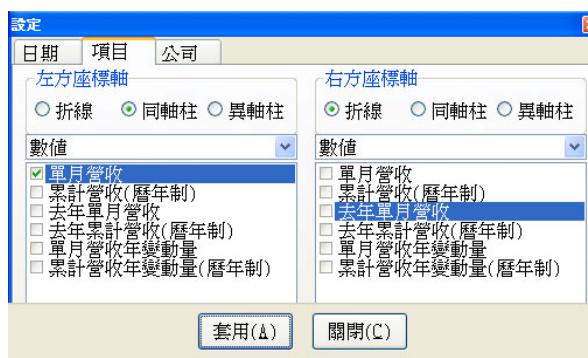 設定
日期 項目 公司
左方座標軸
折線 同軸柱 異軸柱
數值
單月營收
累計營收(曆年制)
去年單月營收
去年累計營收(曆年制)
單月營收年變動量
累計營收年變動量(曆年制)
右方座標軸
折線 同軸柱 異軸柱
數值
單月營收
累計營收(曆年制)
去年單月營收
去年累計營收(曆年制)
單月營收年變動量
累計營收年變動量(曆年制)
套用(A) 關閉(C)